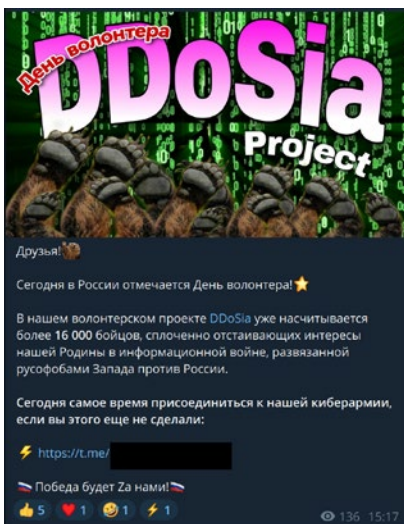 День волонтера
DDoSia
Project
Друзья!
Сегодня в России отмечается День волонтера!
В нашем волонтерском проекте DDoSia уже насчитывается
более 16 000 бойцов, сплоченно отстаивающих интересы
нашей Родины в информационной войне, развязанной
русофобами Запада против России.
Сегодня самое время присоединиться к нашей киберармии,
если вы этого еще не сделали:
⚡ https://t.me/
🇷🇺 Победа будет Zа нами! 🇷🇺
👍 5 ❤ 1 🤣 1 ⚡ 1
136 15:17